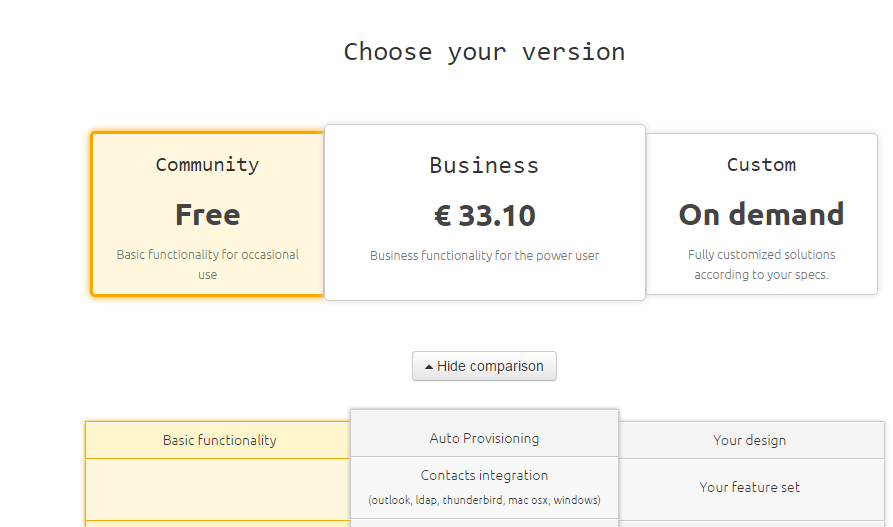 Choose your version
Community
Business
Custom
Free
€ 33.10
On demand
Basic functionality for occasional
use
Business functionality for the power user
Fully customized solutions
according to your specs.
Hide comparison
Basic functionality
Auto Provisioning
Your design
Contacts integration
(outlook, ldap, thunderbird, mac osx, windows)
Your feature set